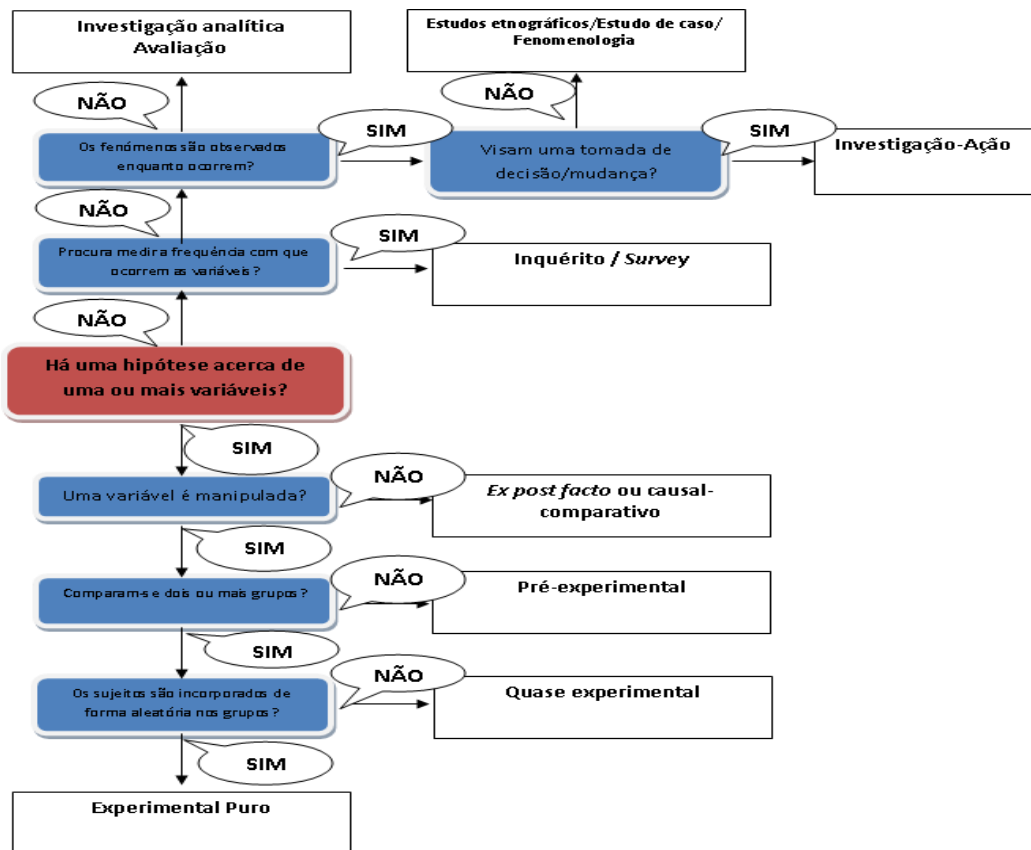 Investigação analítica
Avaliação
Estudos etnográficos/Estudo de caso/
Fenomenologia
NÃO
NÃO
SIM
SIM
Os fenómenos são observados
enquanto ocorrem?
Visam uma tomada de
decisão/mudança?
Investigação-Ação
NÃO
SIM
Procura medir a frequência com que
ocorrem as variáveis?
Inquérito / Survey
NÃO
Há uma hipótese acerca de
uma ou mais variáveis?
SIM
NÃO
Uma variável é manipulada?
Ex post facto ou causal-
comparativo
SIM
NÃO
Comparam-se dois ou mais grupos?
Pré-experimental
SIM
NÃO
Os sujeitos são incorporados de
forma aleatória nos grupos?
Quase experimental
SIM
Experimental Puro